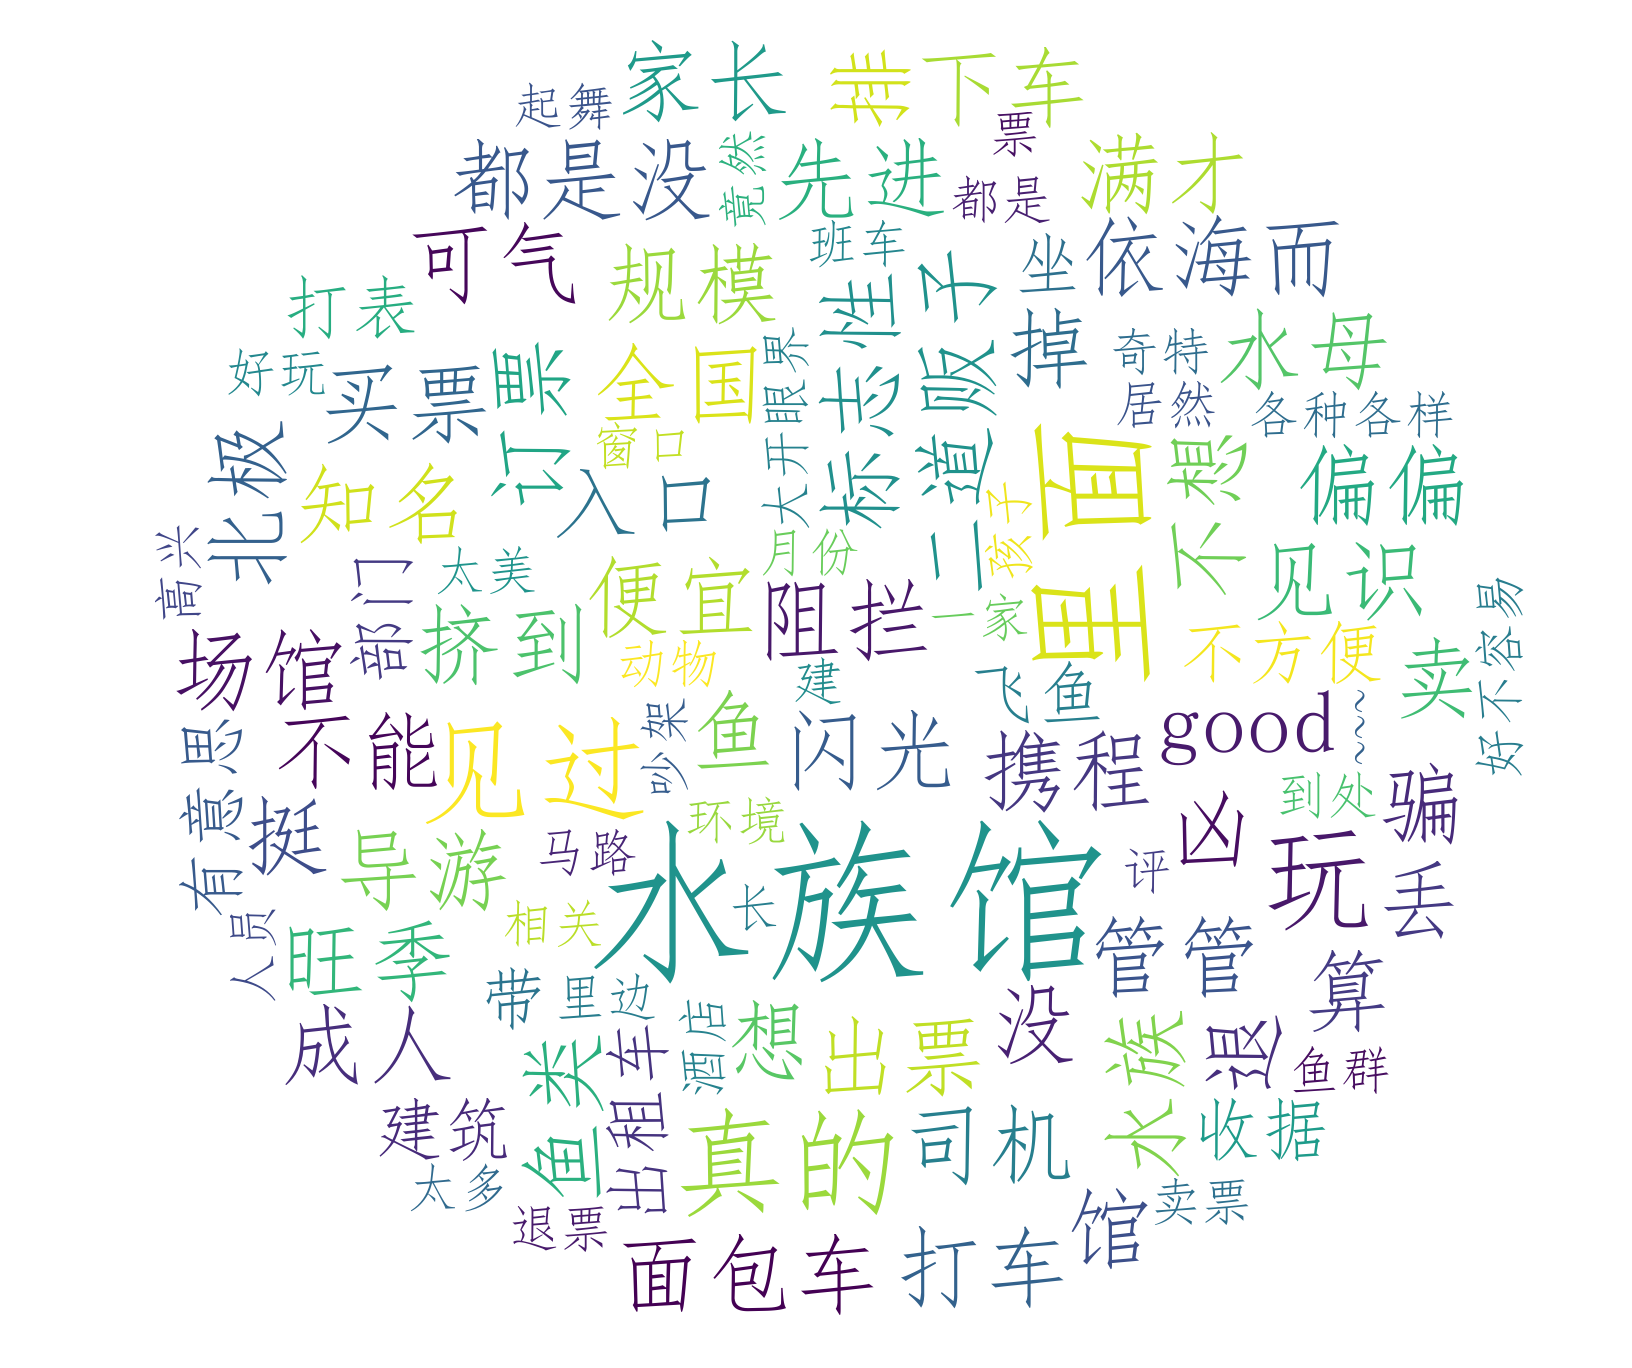 家长
排
下车
起舞
票
都是没
竟然
先进
都是
满才
可气
规模
班车
标志性
二道贩子
坐
依海而
打表
掉
奇特
水母
好玩
买票
订票
全国
大开眼界
居然
各种各样
北极
知名
窗口
入口
里面
不想
偏偏
高兴
部门
太美
便宜
月份
孩子
阻拦
一家
见识
好不容易
场馆
挤到
动物
建
飞鱼
不方便
卖
有意思
不能
见过
吵架
鱼
闪光
携程
good
~~~~
挺
导游
马路
环境
水族馆
长
评
凶
到处
骗
玩
丢
人员
旺季
相关
管管
成人
带
里边
鱼类
出租车
酒店
想
出票
没
水族
退
算
鱼群
建筑
真的
司机
收据
太多
退票
卖票
面包车
打车
馆